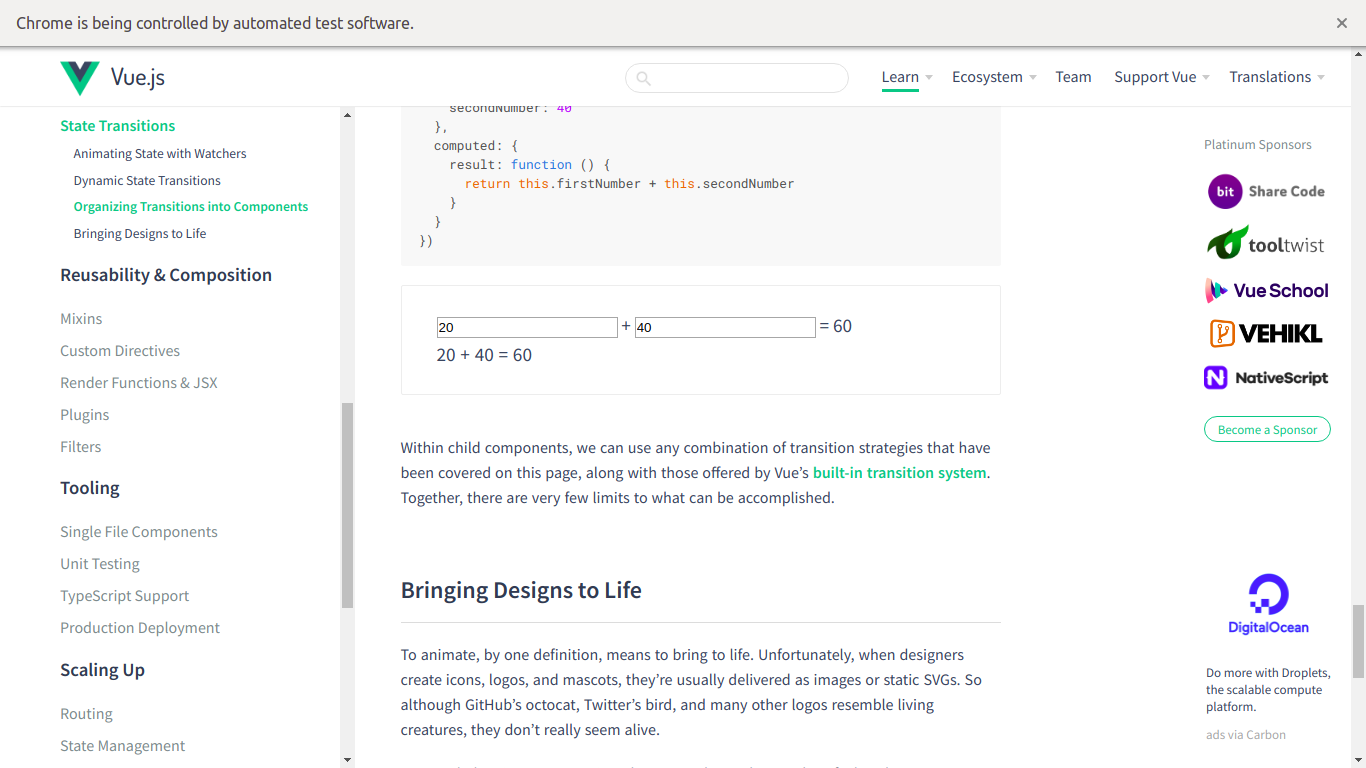 Chrome is being controlled by automated test software.
Vue.js
Learn
Ecosystem
Team
Support Vue
Translations
State Transitions
Animating State with Watchers
Dynamic State Transitions
Organizing Transitions into Components
Bringing Designs to Life
Reusability & Composition
Mixins
Custom Directives
Render Functions & JSX
Plugins
Filters
Tooling
Single File Components
Unit Testing
TypeScript Support
Production Deployment
Scaling Up
Routing
State Management
secondNumber: 40
},
computed: {
result: function () {
return this.firstNumber + this.secondNumber
}
}
})
20 + 40 = 60
20 + 40 = 60
Within child components, we can use any combination of transition strategies that have
been covered on this page, along with those offered by Vue’s built-in transition system.
Together, there are very few limits to what can be accomplished.
Bringing Designs to Life
To animate, by one definition, means to bring to life. Unfortunately, when designers
create icons, logos, and mascots, they’re usually delivered as images or static SVGs. So
although GitHub’s octocat, Twitter’s bird, and many other logos resemble living
creatures, they don’t really seem alive.
Platinum Sponsors
bit Share Code
tooltwist
Vue School
VEHIKL
NativeScript
Become a Sponsor
DigitalOcean
Do more with Droplets,
the scalable compute
platform.
ads via Carbon